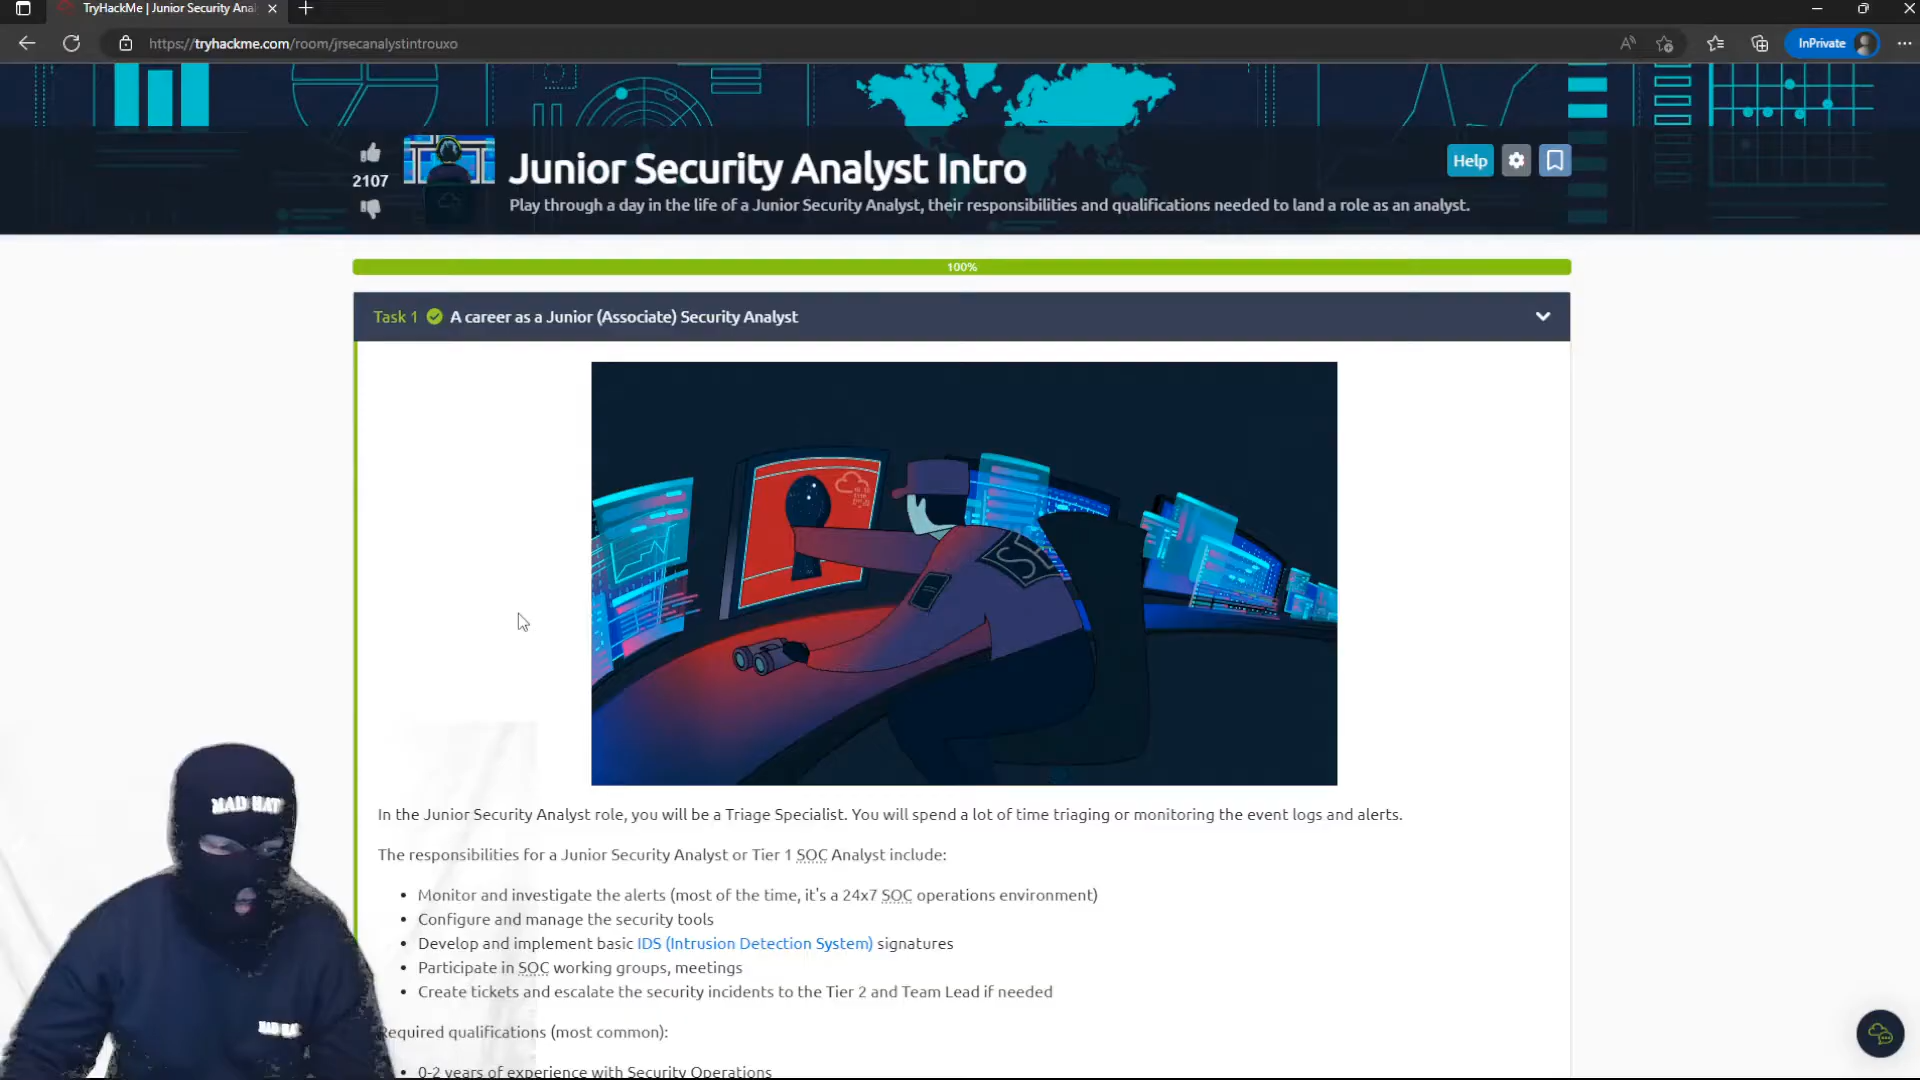 TryHackMe | Junior Security Ana
https://tryhackme.com/room/jrsecanalystintrouxo
InPrivate
2107
Junior Security Analyst Intro
Play through a day in the life of a Junior Security Analyst, their responsibilities and qualifications needed to land a role as an analyst.
Help
100%
Task 1 A career as a Junior (Associate) Security Analyst
SE
In the Junior Security Analyst role, you will be a Triage Specialist. You will spend a lot of time triaging or monitoring the event logs and alerts.
The responsibilities for a Junior Security Analyst or Tier 1 SOC Analyst include:
• Monitor and investigate the alerts (most of the time, it's a 24x7 SOC operations environment)
• Configure and manage the security tools
• Develop and implement basic IDS (Intrusion Detection System) signatures
• Participate in SOC working groups, meetings
• Create tickets and escalate the security incidents to the Tier 2 and Team Lead if needed
Required qualifications (most common):
• 0-2 years of experience with Security Operations
MAD HAT
MAD HAT